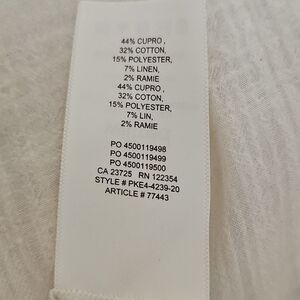 44% CUPRO,
32% COTTON,
15% POLYESTER,
7% LINEN,
2% RAMIE
44% CUPRO,
32% COTON,
15% POLYESTER,
7% LIN,
2% RAMIE
PO 4500119498
PO 4500119499
PO 4500119500
CA 23725 RN 122354
STYLE # PKE4-4239-20
ARTICLE # 77443